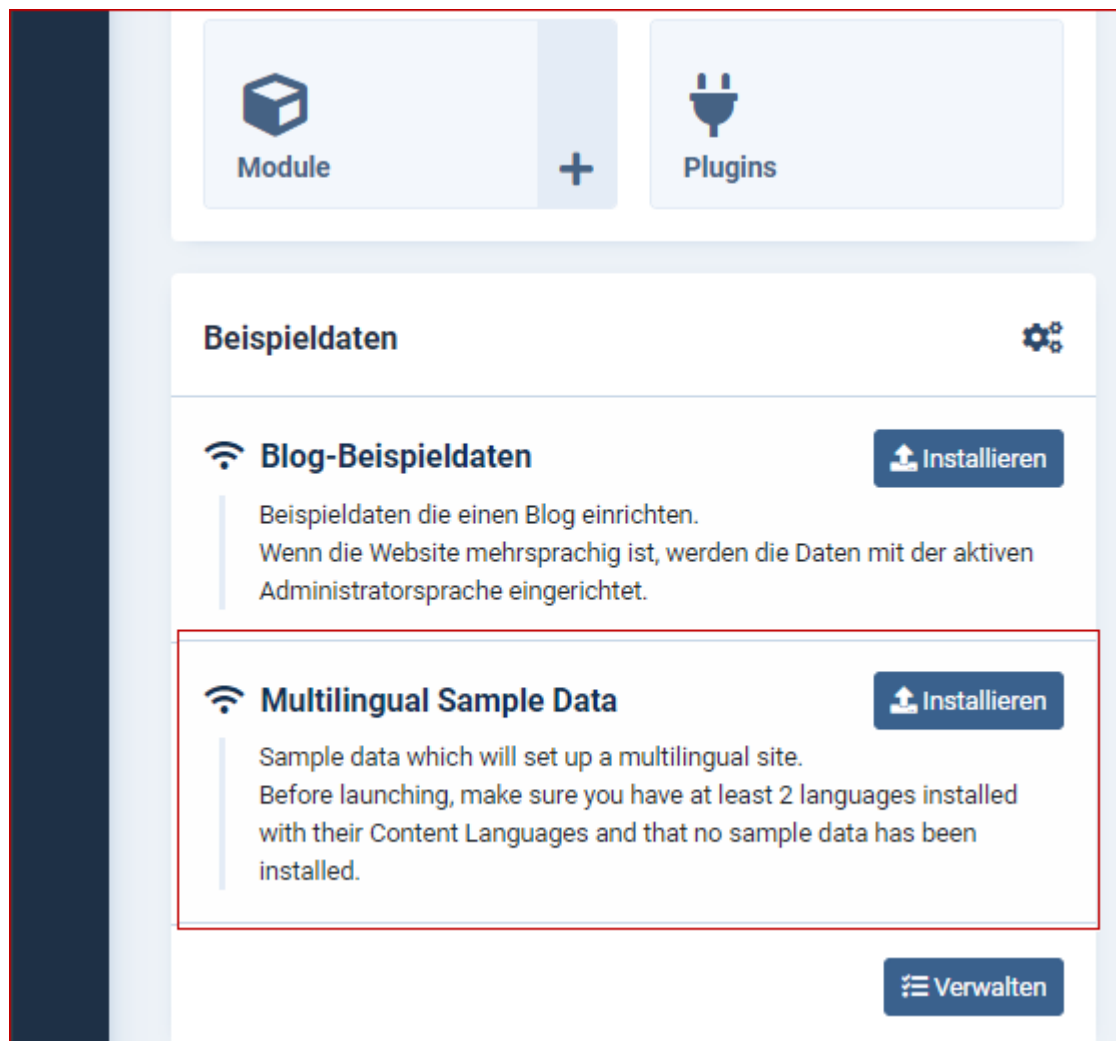 Module
Plugins
Beispieldaten
Blog-Beispieldaten
Installieren
Beispieldaten die einen Blog einrichten.
Wenn die Website mehrsprachig ist, werden die Daten mit der aktiven
Administratorsprache eingerichtet.
Multilingual Sample Data
Installieren
Sample data which will set up a multilingual site.
Before launching, make sure you have at least 2 languages installed
with their Content Languages and that no sample data has been
installed.
Verwalten